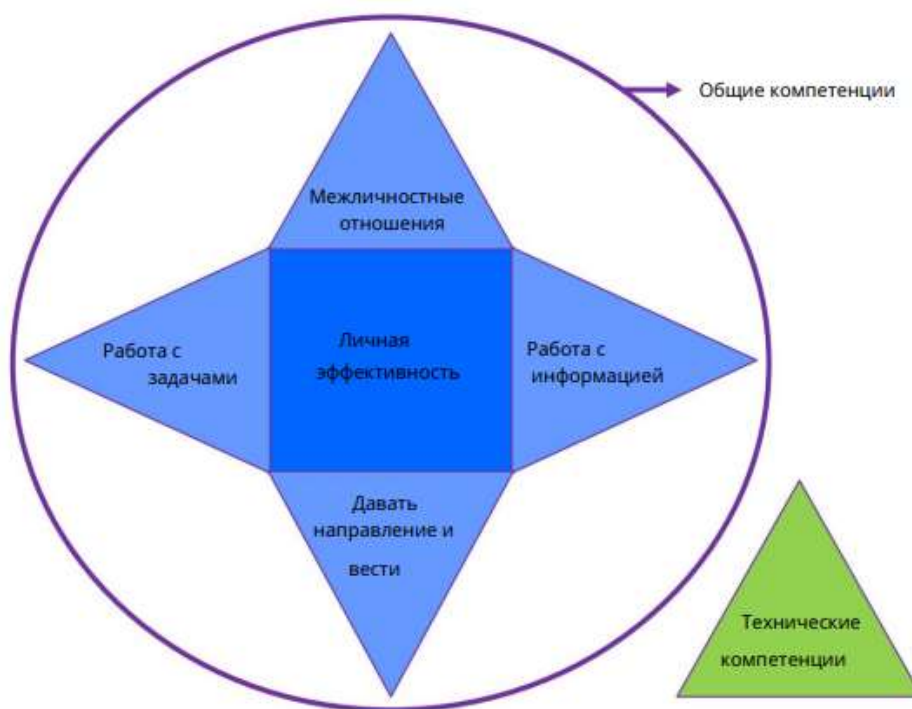 Общие компетенции
Межличностные
отношения
Работа с
задачами
Личная
эффективность
Работа с
информацией
Давать
направление и
вести
Технические
компетенции